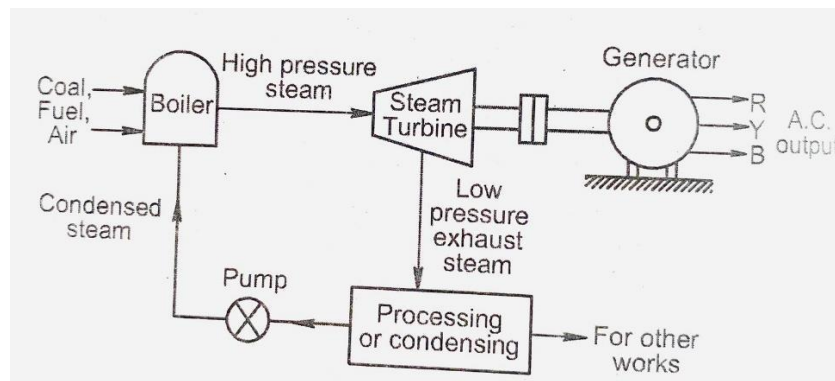 Generator
High pressure
steam
Coal,
Fuel,
Air
Boiler
Steam
Turbine
R
Y
B
A.C.
output
Condensed
steam
Low
pressure
exhaust
steam
Pump
Processing
or condensing
For other
works